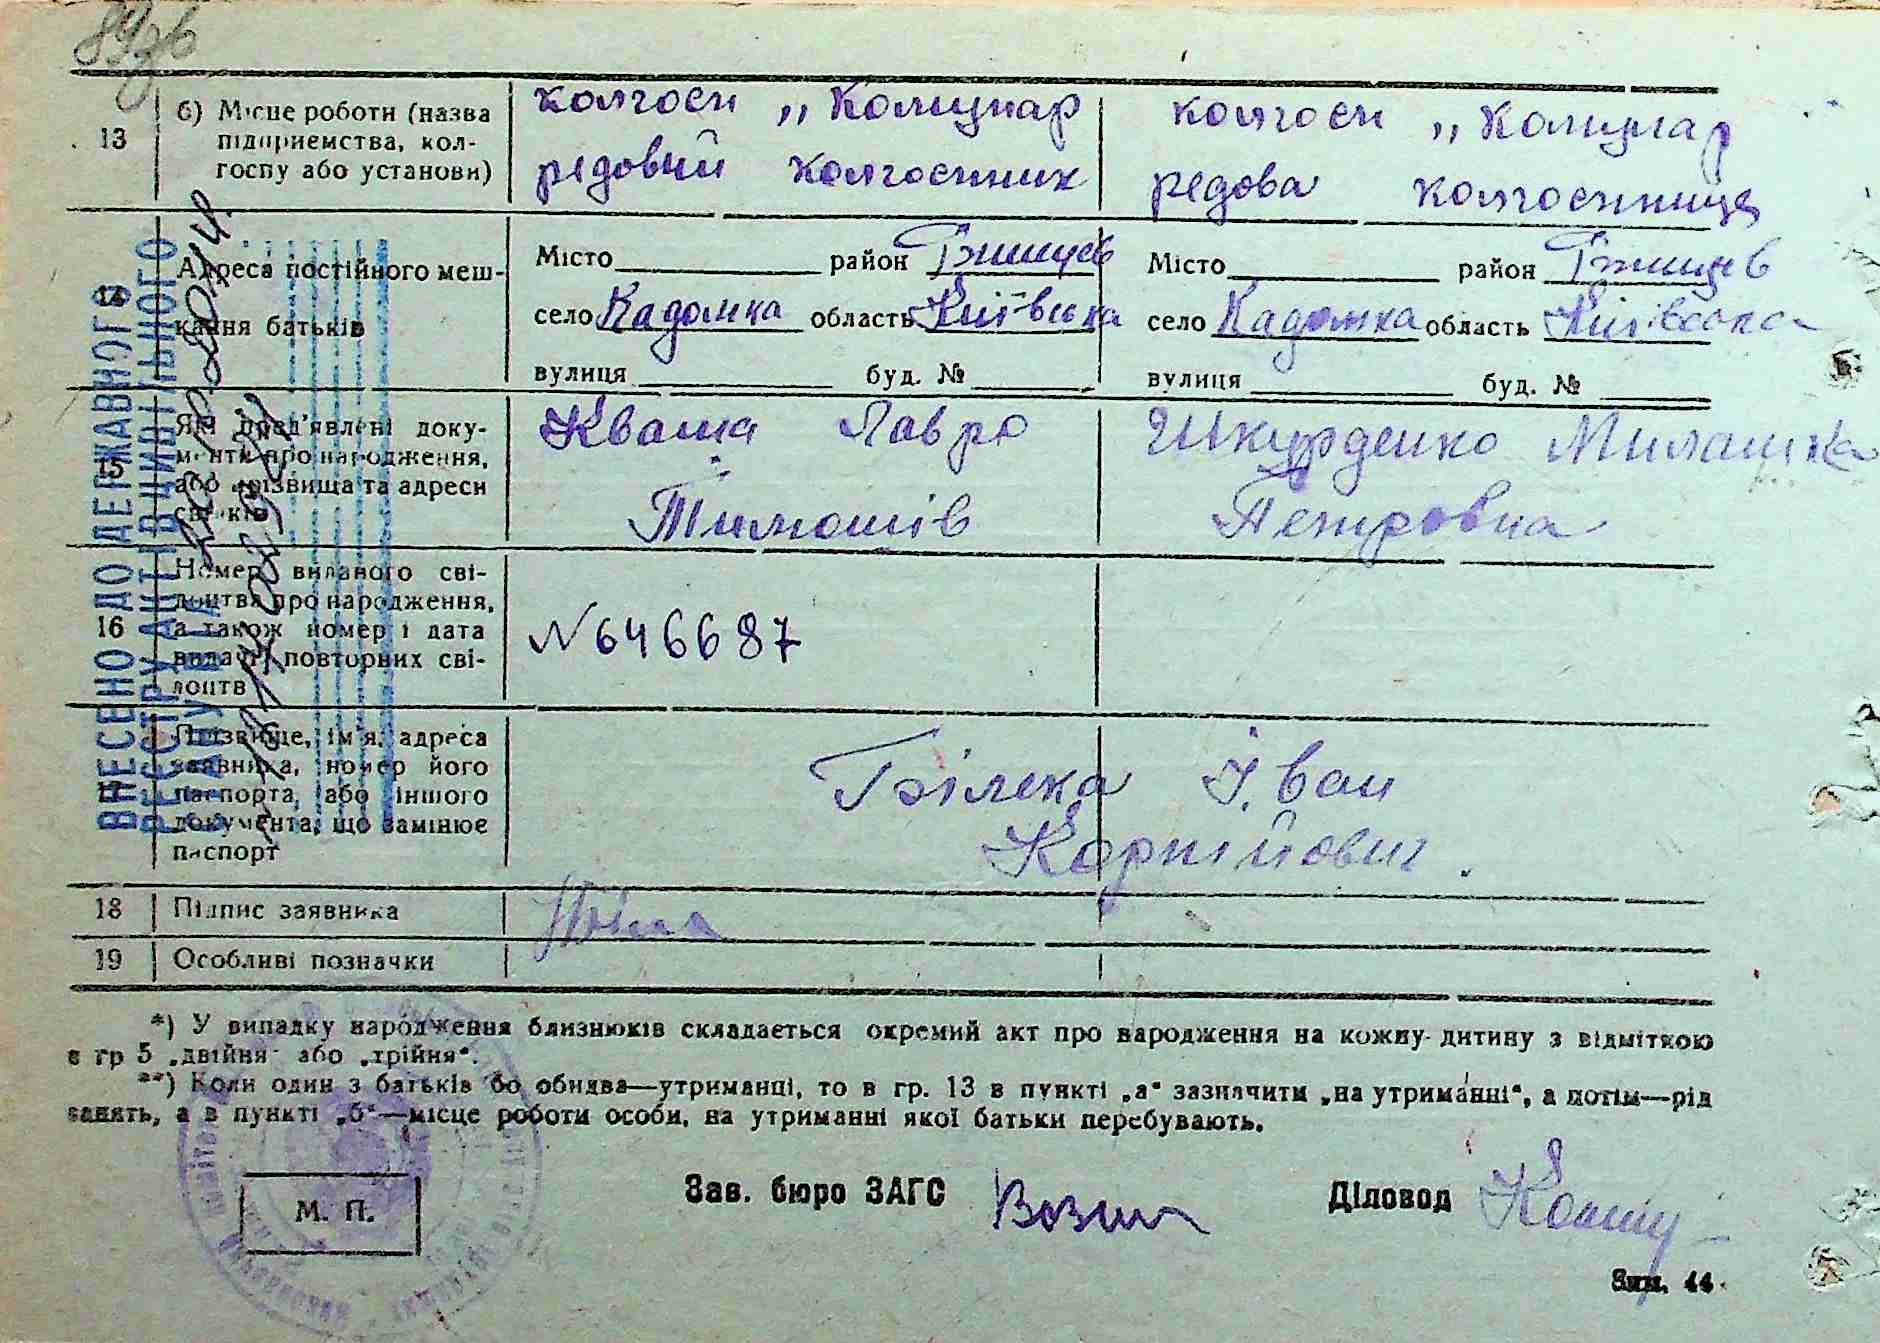 13
б) Місце роботи (назва підприємства, колгоспу або установи)
колгосп „Комунар
рядовий колгоспник
колгосп „Комунар
рядова колгоспниця
14
Адреса постійного мешкання батьків
Місто район Ржищев
село Кадомка область Київська
вулиця буд. №
Місто район Ржищев
село Кадомка область Київська
вулиця буд. №
15
Які пред'явлені документи про народження, або прізвища та адреси свідків
Кваша Лавро
Тимошів
Шкурденко Милашка
Петровна
16
Номер виданого свідоцтва про народження, а також номер і дата видачі повторних свідоцтв
N 646687
17
Прізвище, ім'я, адреса заявника, номер його паспорта, або іншого документа, що замінює паспорт
Іван
Корнійович.
18
Підпис заявника
19
Особливі позначки
*) У випадку народження близнюків складається окремий акт про народження на кожну дитину з відміткою
в гр 5 „двійня" або „трійня".
**) Коли один з батьків бо обидва—утриманці, то в гр. 13 в пункті „а" зазначити „на утриманні", а потім—рід
занять, а в пункті „б"—місце роботи особи, на утриманні якої батьки перебувають.
М. П.
Зав. бюро ЗАГС
Діловод
Зам. 44
ВНЕСЕНО ДО ДЕРЖАВНОГО
РЕЄСТРУ АКТІВ ЦИВІЛЬНОГО
СТАНУ